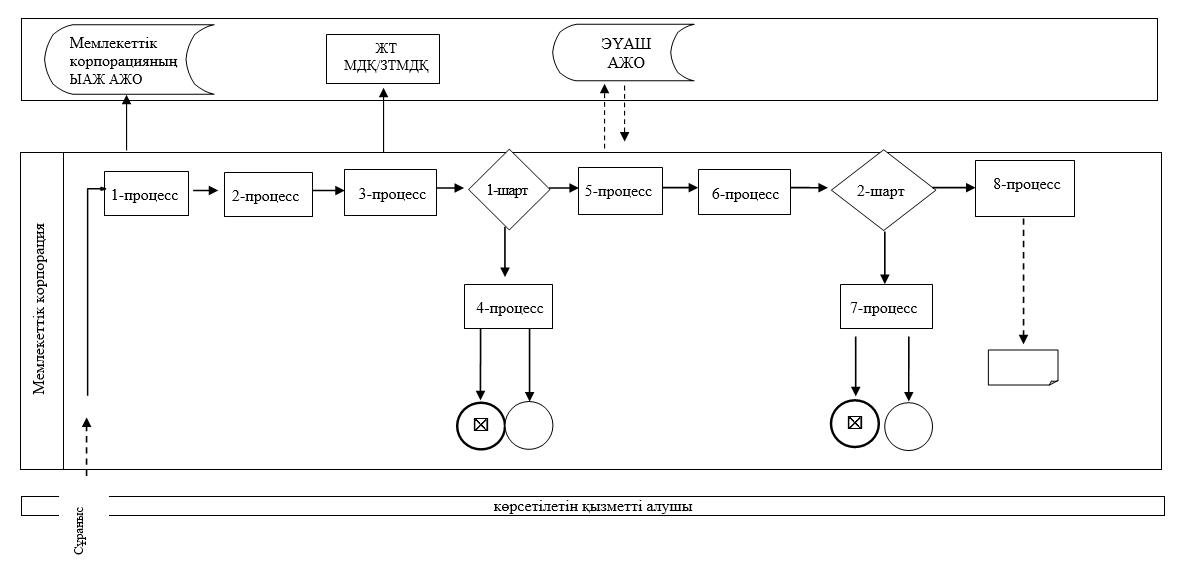 Мемлекеттік
корпорацияның
ЫАЖ АЖО
ЖТ
МДҚ/ЗТМДҚ
ЭҮАШ
АЖО
Мемлекеттік корпорация
1-процесс
2-процесс
3-процесс
1-шарт
5-процесс
6-процесс
2-шарт
8-процесс
4-процесс
7-процесс
көрсетілетін қызметті алушы
Сұраныс